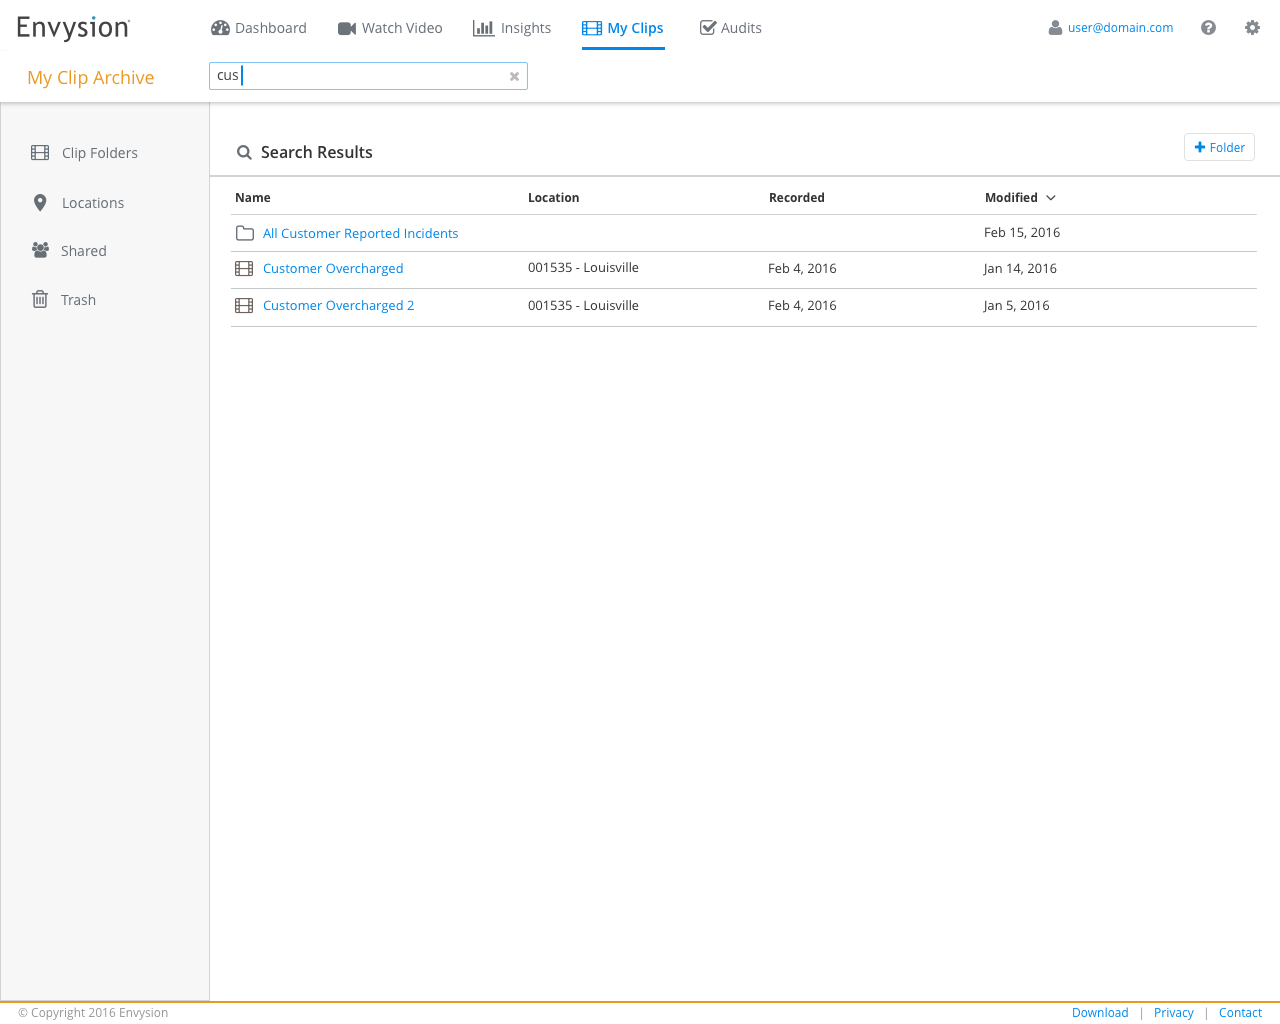 Envysion Dashboard Watch Video Insights My Clips Audits user@domain.com
My Clip Archive cus
Clip Folders
Locations
Shared
Trash
Search Results Folder
Name Location Recorded Modified
All Customer Reported Incidents Feb 15, 2016
Customer Overcharged 001535 - Louisville Feb 4, 2016 Jan 14, 2016
Customer Overcharged 2 001535 - Louisville Feb 4, 2016 Jan 5, 2016
© Copyright 2016 Envysion Download | Privacy | Contact